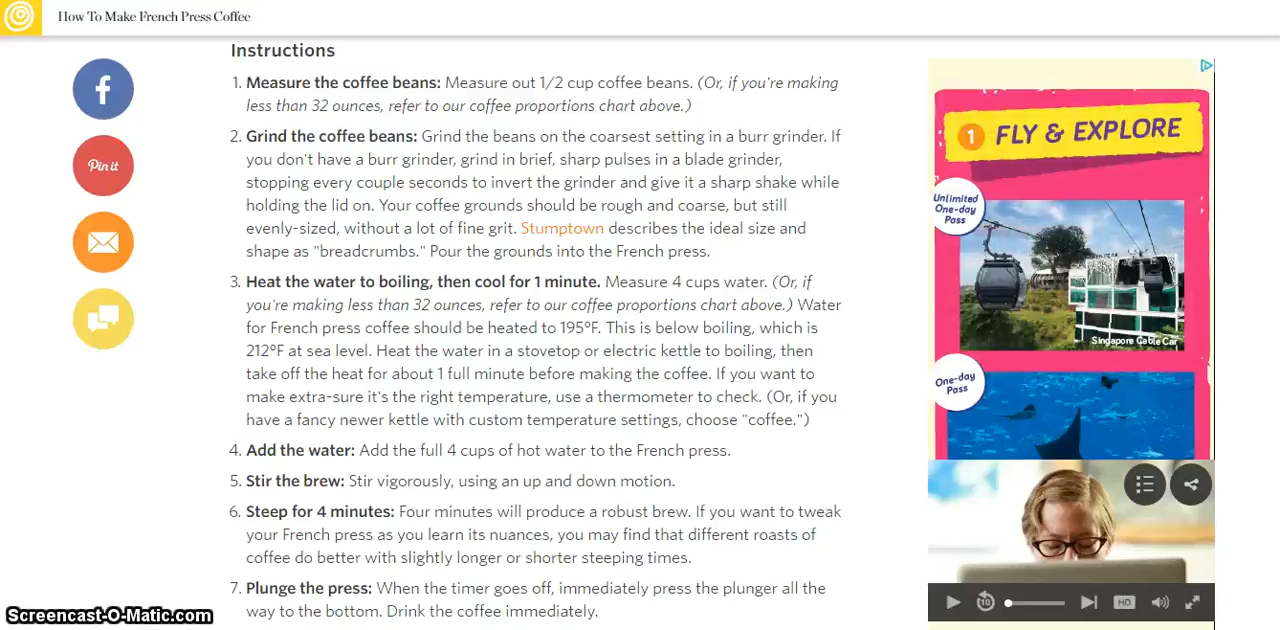 How To Make French Press Coffee
Instructions
1. Measure the coffee beans: Measure out 1/2 cup coffee beans. (Or, if you're making
less than 32 ounces, refer to our coffee proportions chart above.)
2. Grind the coffee beans: Grind the beans on the coarsest setting in a burr grinder. If
you don't have a burr grinder, grind in brief, sharp pulses in a blade grinder,
stopping every couple seconds to invert the grinder and give it a sharp shake while
holding the lid on. Your coffee grounds should be rough and coarse, but still
evenly-sized, without a lot of fine grit. Stumptown describes the ideal size and
shape as "breadcrumbs." Pour the grounds into the French press.
3. Heat the water to boiling, then cool for 1 minute. Measure 4 cups water. (Or, if
you're making less than 32 ounces, refer to our coffee proportions chart above.) Water
for French press coffee should be heated to 195°F. This is below boiling, which is
212°F at sea level. Heat the water in a stovetop or electric kettle to boiling, then
take off the heat for about 1 full minute before making the coffee. If you want to
make extra-sure it's the right temperature, use a thermometer to check. (Or, if you
have a fancy newer kettle with custom temperature settings, choose "coffee.")
4. Add the water: Add the full 4 cups of hot water to the French press.
5. Stir the brew: Stir vigorously, using an up and down motion.
6. Steep for 4 minutes: Four minutes will produce a robust brew. If you want to tweak
your French press as you learn its nuances, you may find that different roasts of
coffee do better with slightly longer or shorter steeping times.
7. Plunge the press: When the timer goes off, immediately press the plunger all the
way to the bottom. Drink the coffee immediately.
f
Pin it
1 FLY & EXPLORE
Unlimited
One-day
Pass
Singapore Cable Car
One-day
Pass
10
HD
Screencast-O-Matic.com